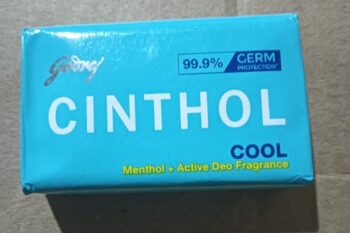 Godrej
99.9% GERM
PROTECTION*
CINTHOL
COOL
Menthol + Active Deo Fragrance